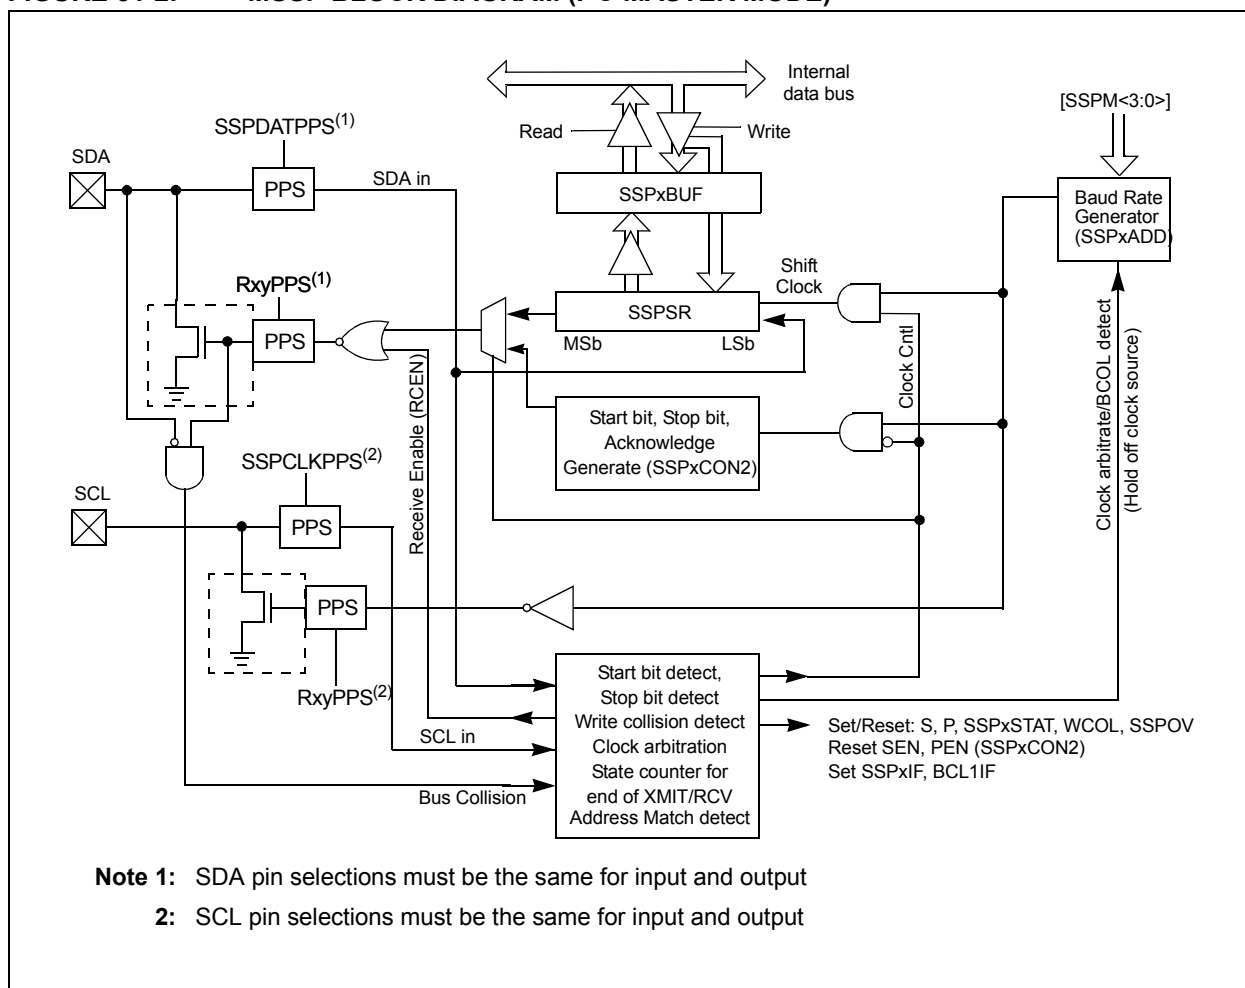 Internal
data bus
[SSPM<3:0>]
SSPDATPPS(1)
Read
Write
SDA
PPS
SDA in
SSPxBUF
Baud Rate
Generator
(SSPxADD)
RxyPPS(1)
Shift
Clock
PPS
SSPSR
MSb
LSb
Receive Enable (RCEN)
Clock Cntl
Clock arbitrate/BCOL detect
(Hold off clock source)
Start bit, Stop bit,
Acknowledge
Generate (SSPxCON2)
SSPCLKPPS(2)
SCL
PPS
PPS
RxyPPS(2)
SCL in
Bus Collision
Start bit detect,
Stop bit detect
Write collision detect
Clock arbitration
State counter for
end of XMIT/RCV
Address Match detect
Set/Reset: S, P, SSPxSTAT, WCOL, SSPOV
Reset SEN, PEN (SSPxCON2)
Set SSPxIF, BCL1IF
Note 1: SDA pin selections must be the same for input and output
2: SCL pin selections must be the same for input and output